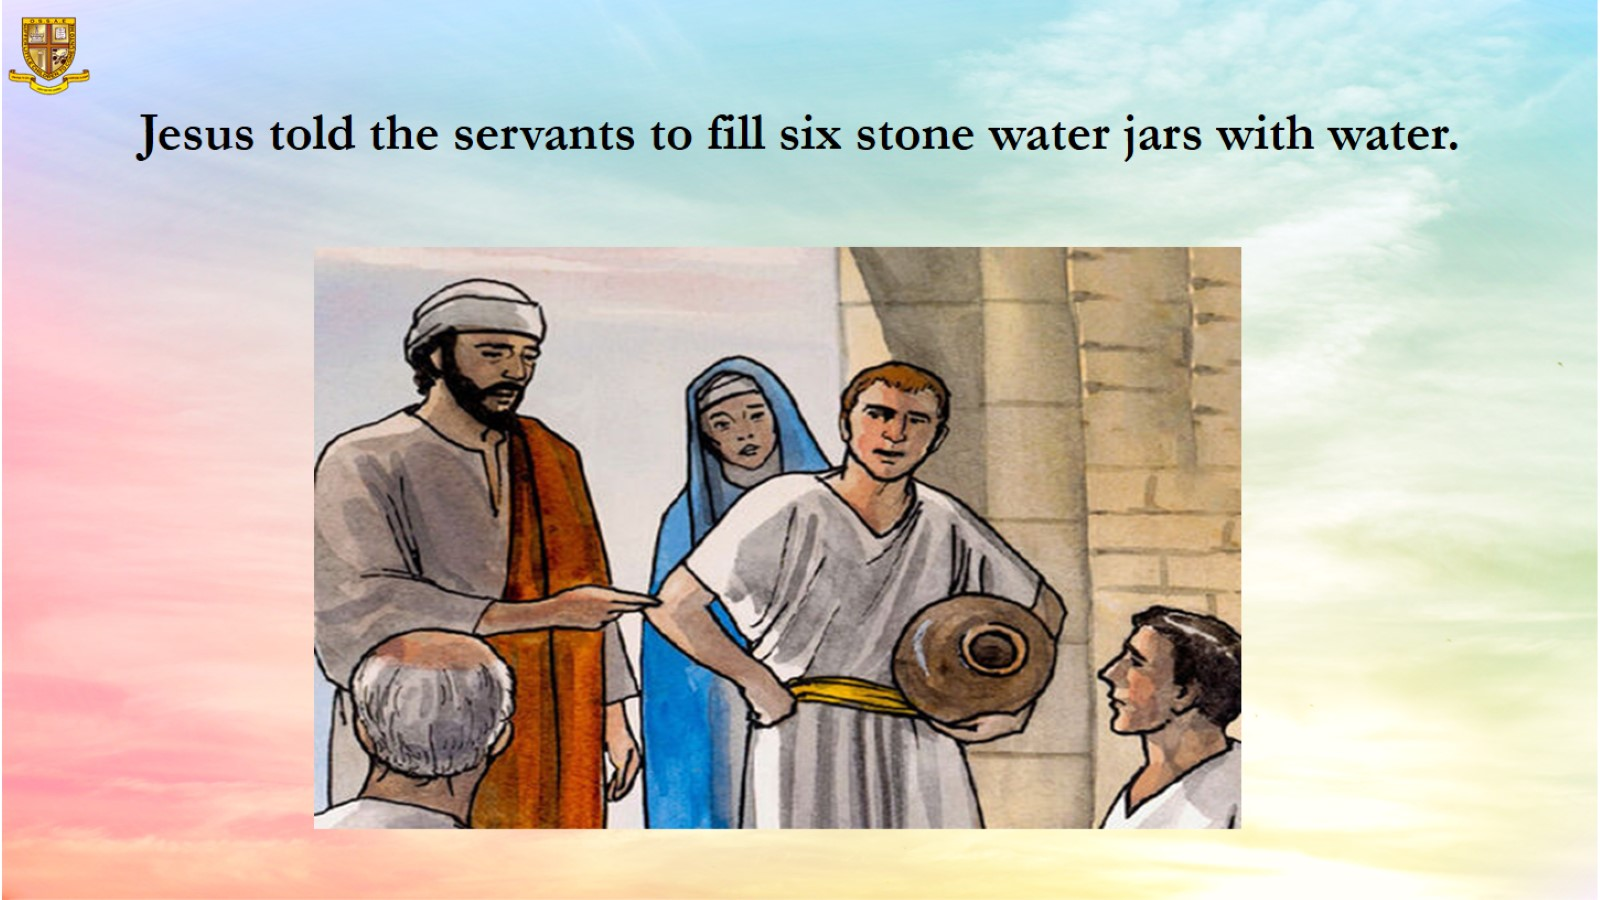 O.S.S.A.E
Jesus told the servants to fill six stone water jars with water.